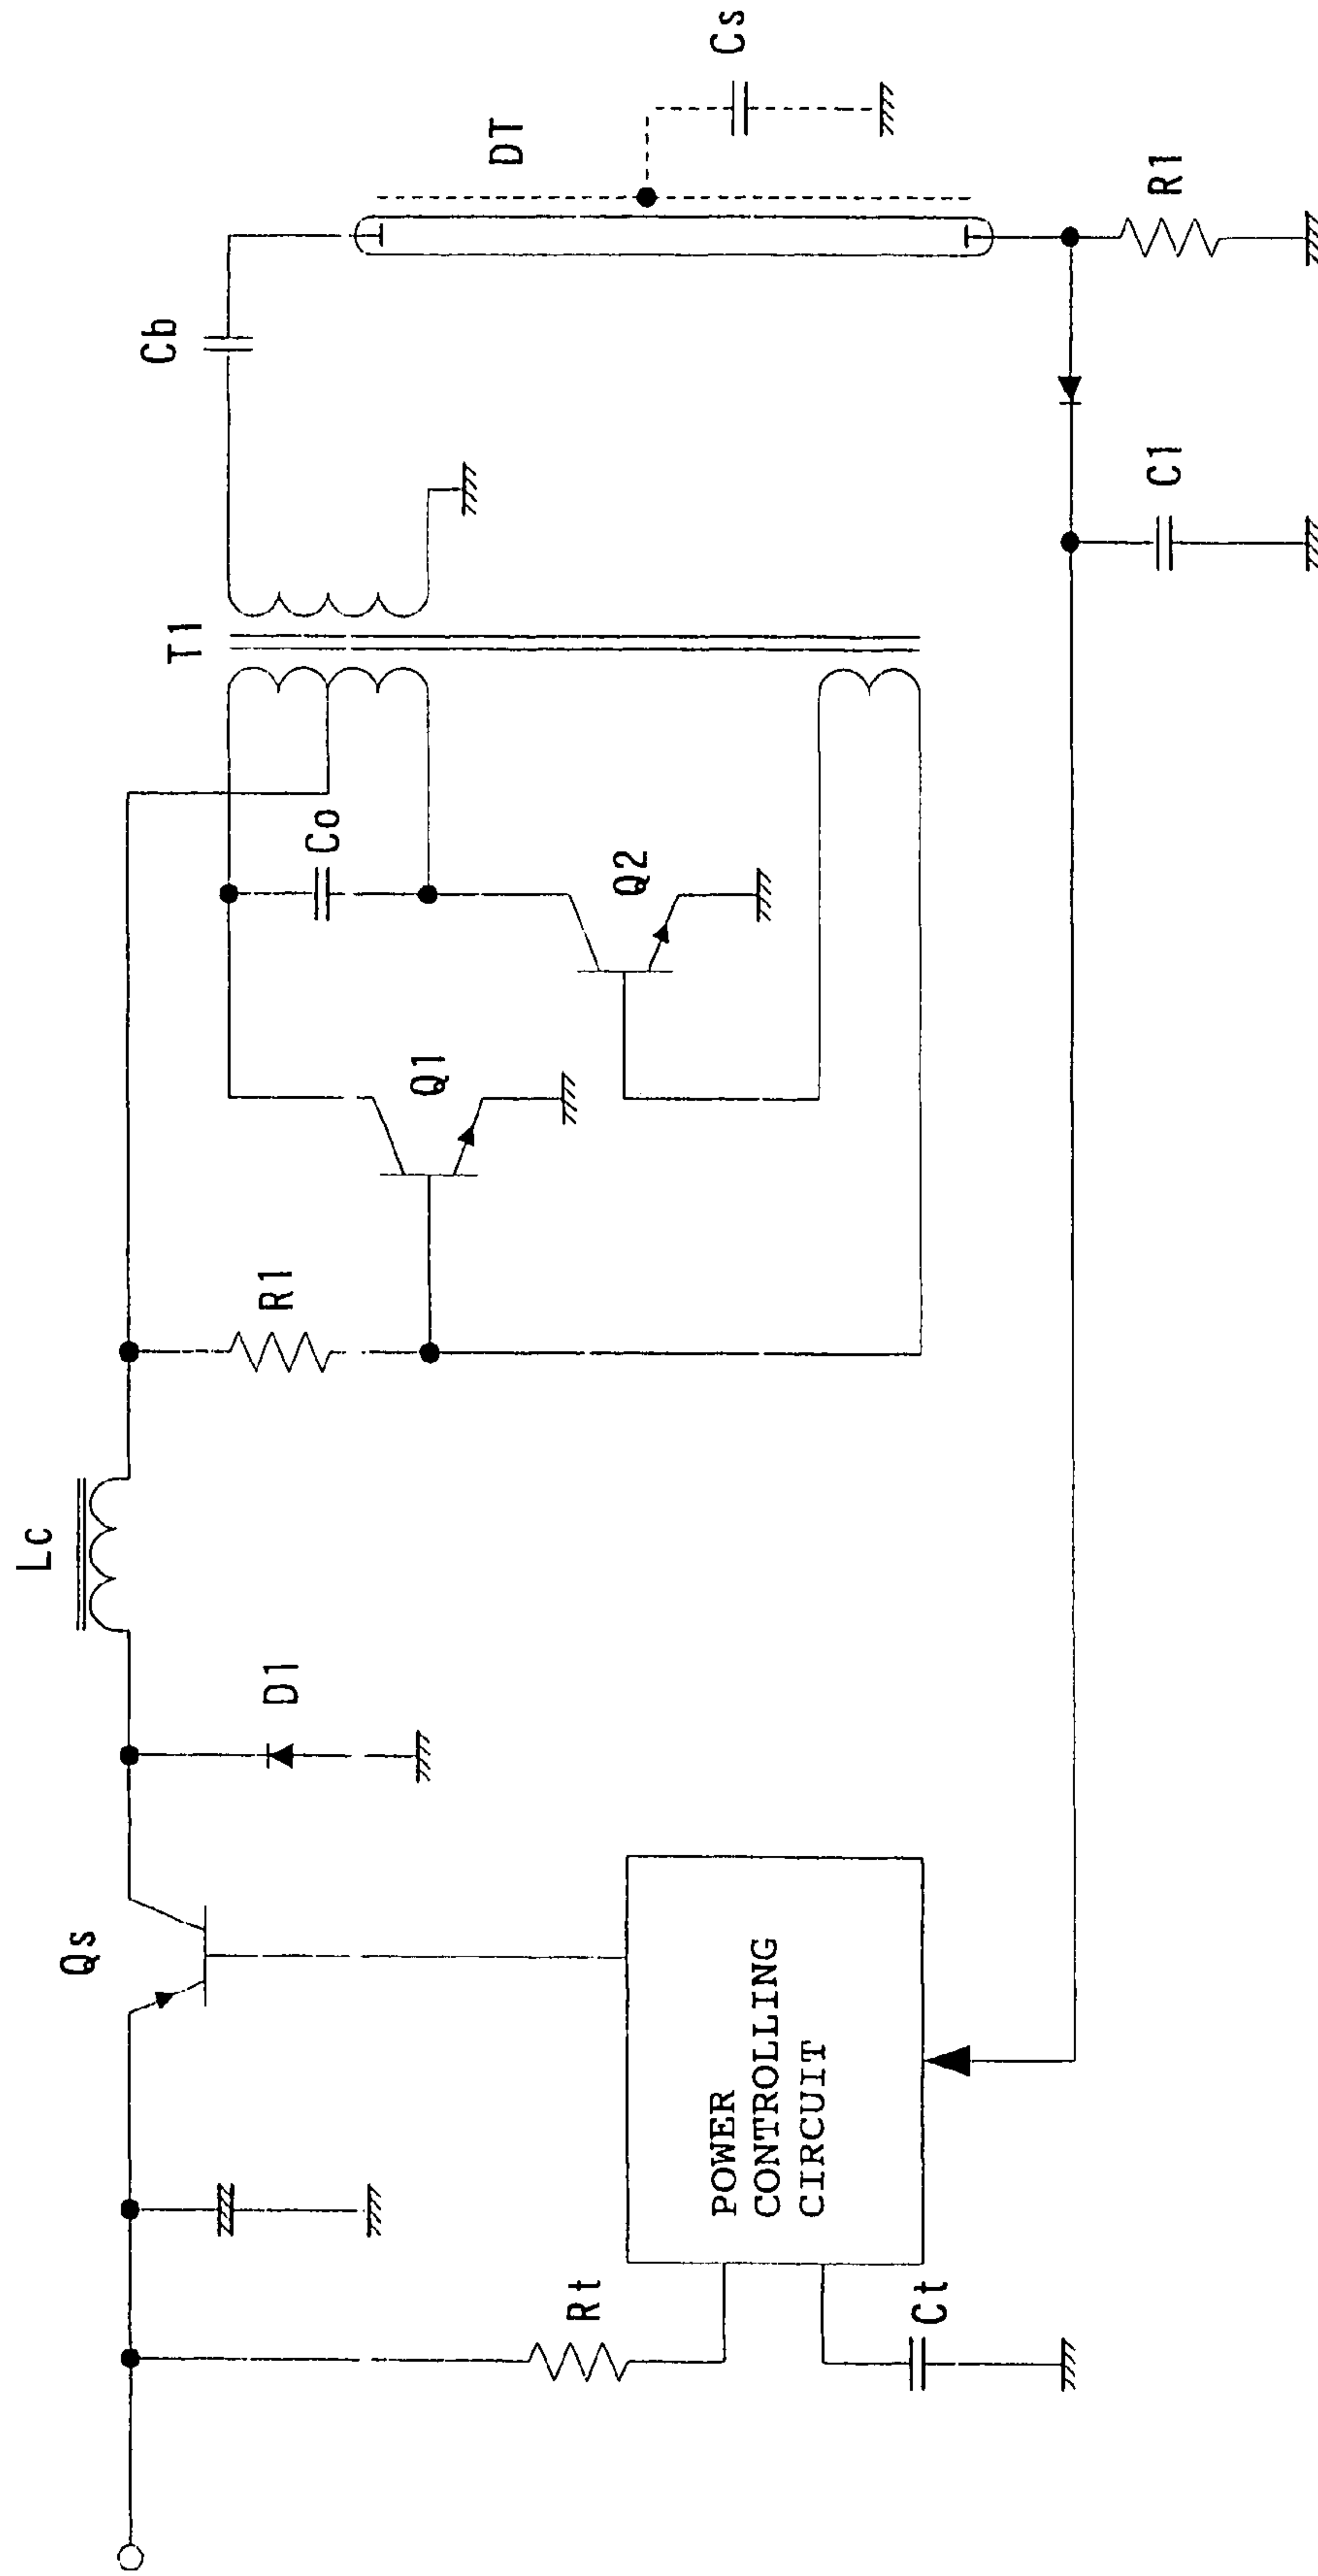 Qs
Lc
D1
R1
Q1
Q2
Co
T1
Cb
DT
Cs
R1
C1
Rt
Ct
POWER
CONTROLLING
CIRCUIT